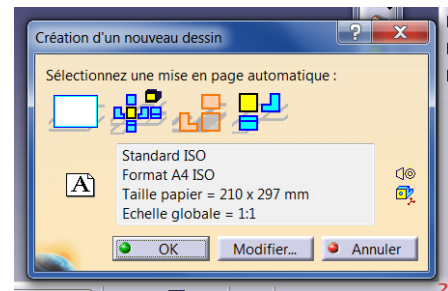 Création d'un nouveau dessin
Sélectionnez une mise en page automatique :
A
Standard ISO
Format A4 ISO
Taille papier = 210 x 297 mm
Echelle globale = 1:1
OK
Modifier...
Annuler